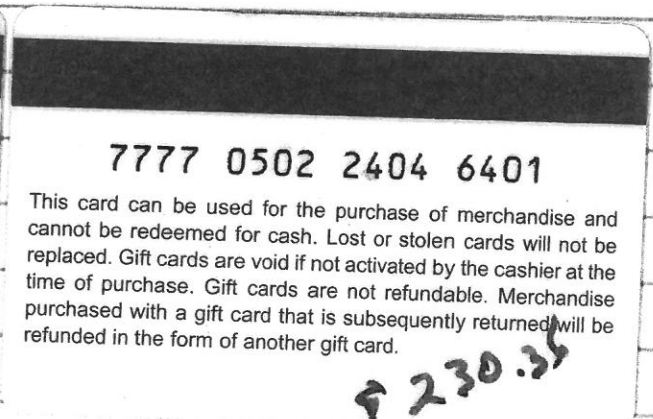 7777 0502 2404 6401
This card can be used for the purchase of merchandise and
cannot be redeemed for cash. Lost or stolen cards will not be
replaced. Gift cards are void if not activated by the cashier at the
time of purchase. Gift cards are not refundable. Merchandise
purchased with a gift card that is subsequently returned will be
refunded in the form of another gift card.
$ 230.35